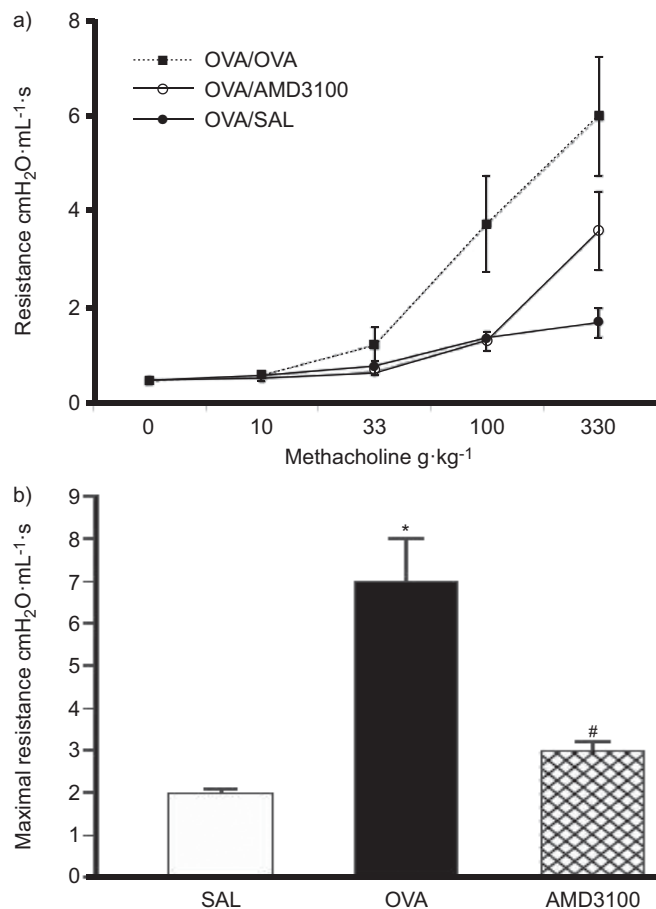 a)
8
6
4
2
0
Resistance cmH₂O·mL⁻¹·s
OVA/OVA
OVA/AMD3100
OVA/SAL
0 10 33 100 330
Methacholine g·kg⁻¹
b)
9
8
7
6
5
4
3
2
1
0
Maximal resistance cmH₂O·mL⁻¹·s
*
#
SAL OVA AMD3100